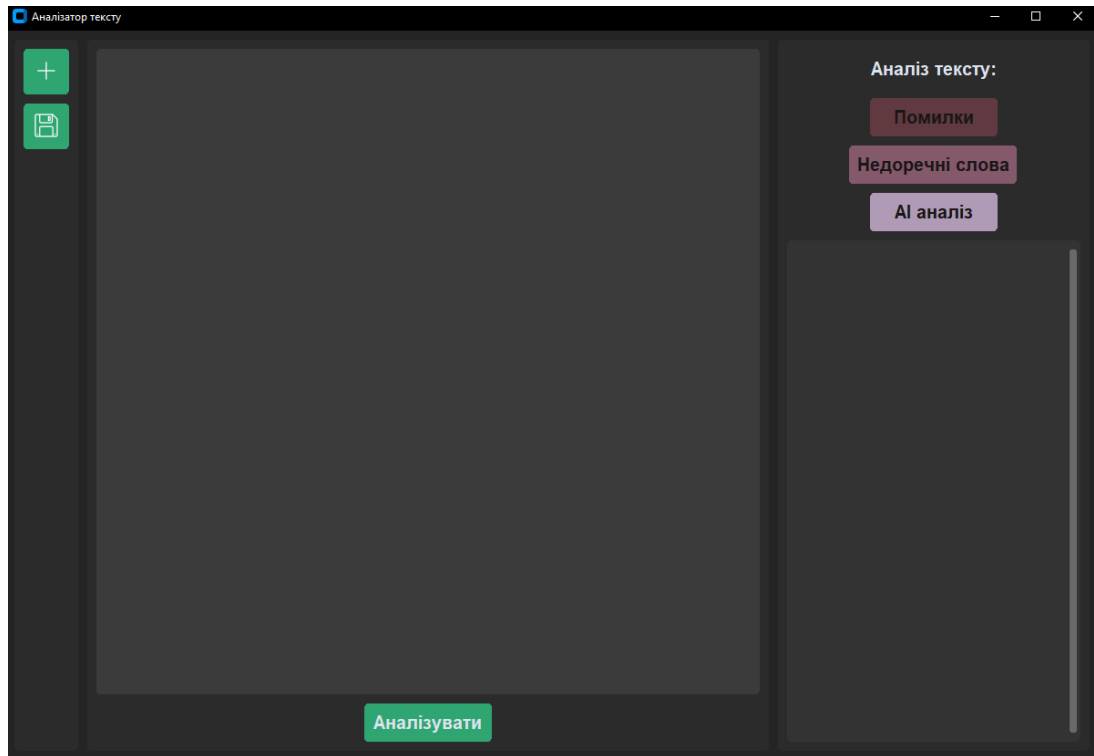 Аналізатор тексту
Аналіз тексту:
Помилки
Недоречні слова
AI аналіз
Аналізувати